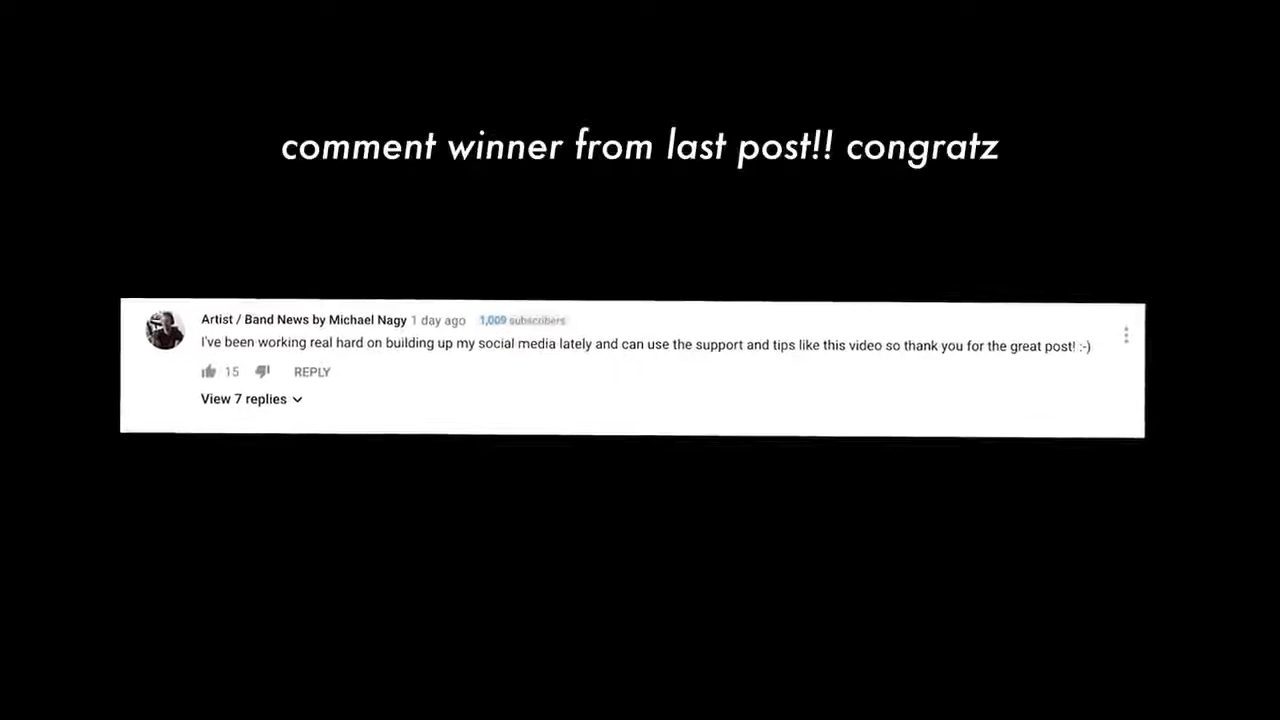 comment winner from last post!! congratz
Artist / Band News by Michael Nagy 1 day ago 1,009 subscribers
I've been working real hard on building up my social media lately and can use the support and tips like this video so thank you for the great post! :-)
15 REPLY
View 7 replies